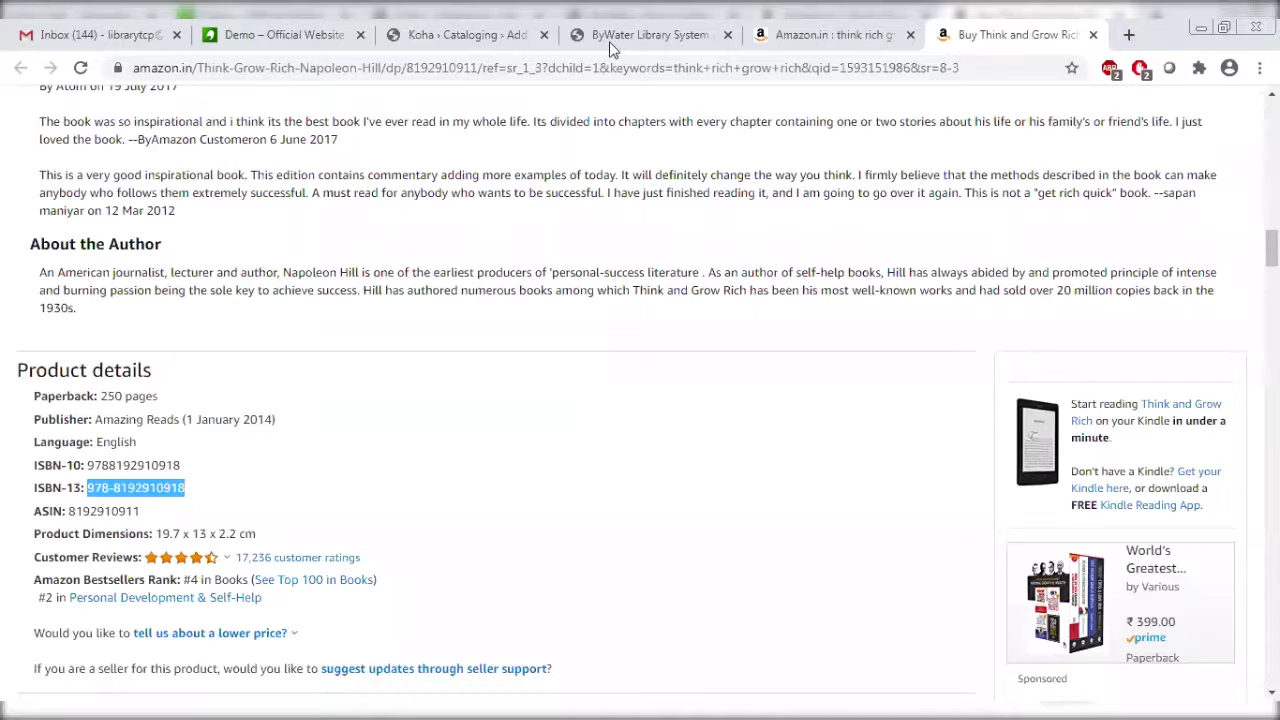 Inbox (144) – librarytcp@
Demo – Official Website
Koha › Cataloging › Add
ByWater Library System
Amazon.in : think rich g
Buy Think and Grow Rich
amazon.in/Think-Grow-Rich-Napoleon-Hill/dp/8192910911/ref=sr_1_3?dchild=1&keywords=think+rich+grow+rich&qid=1593151986&sr=8-3
2
2
By Atom on 19 July 2017
The book was so inspirational and i think its the best book I've ever read in my whole life. Its divided into chapters with every chapter containing one or two stories about his life or his family's or friend's life. I just
loved the book. --ByAmazon Customeron 6 June 2017
This is a very good inspirational book. This edition contains commentary adding more examples of today. It will definitely change the way you think. I firmly believe that the methods described in the book can make
anybody who follows them extremely successful. A must read for anybody who wants to be successful. I have just finished reading it, and I am going to go over it again. This is not a "get rich quick" book. --sapan
maniyar on 12 Mar 2012
About the Author
An American journalist, lecturer and author, Napoleon Hill is one of the earliest producers of 'personal-success literature . As an author of self-help books, Hill has always abided by and promoted principle of intense
and burning passion being the sole key to achieve success. Hill has authored numerous books among which Think and Grow Rich has been his most well-known works and had sold over 20 million copies back in the
1930s.
Product details
Paperback: 250 pages
Publisher: Amazing Reads (1 January 2014)
Language: English
ISBN-10: 9788192910918
ISBN-13: 978-8192910918
ASIN: 8192910911
Product Dimensions: 19.7 x 13 x 2.2 cm
Customer Reviews: 17,236 customer ratings
Amazon Bestsellers Rank: #4 in Books (See Top 100 in Books)
#2 in Personal Development & Self-Help
Would you like to tell us about a lower price?
If you are a seller for this product, would you like to suggest updates through seller support?
Start reading Think and Grow
Rich on your Kindle in under a
minute.
Don't have a Kindle? Get your
Kindle here, or download a
FREE Kindle Reading App.
World's
Greatest...
by Various
₹ 399.00
prime
Paperback
Sponsored